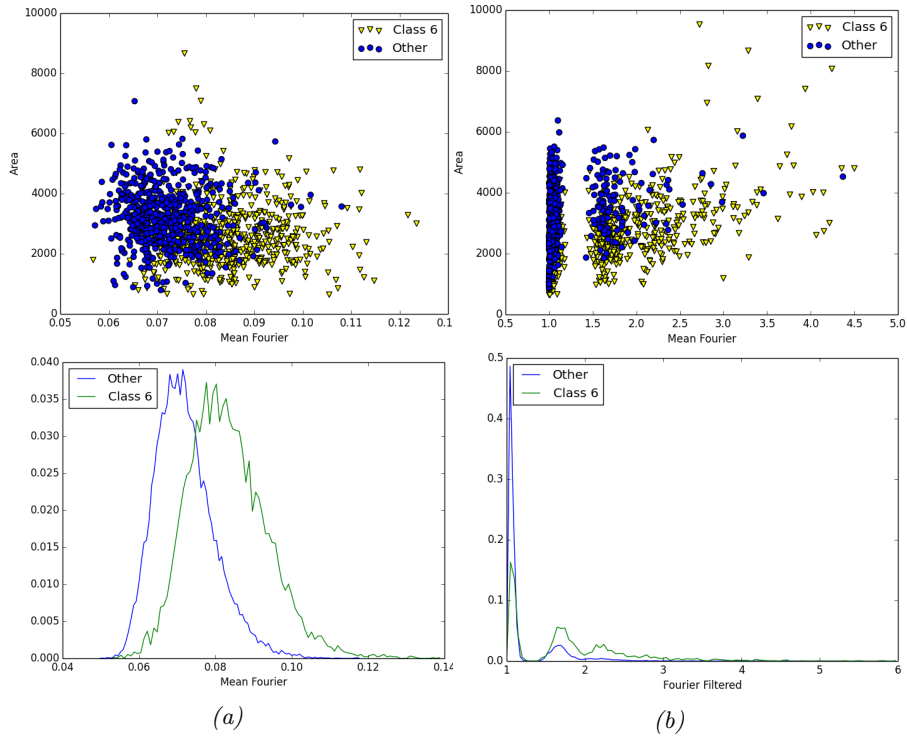 10000
8000
6000
4000
2000
0
Area
Class 6
Other
0.05 0.06 0.07 0.08 0.09 0.10 0.11 0.12 0.1
Mean Fourier
10000
8000
6000
4000
2000
0
Area
Class 6
Other
0.5 1.0 1.5 2.0 2.5 3.0 3.5 4.0 4.5 5.0
Mean Fourier
0.040
0.035
0.030
0.025
0.020
0.015
0.010
0.005
0.000
Other
Class 6
0.04 0.06 0.08 0.10 0.12 0.14
Mean Fourier
(a)
0.5
0.4
0.3
0.2
0.1
0.0
Other
Class 6
1 2 3 4 5 6
Fourier Filtered
(b)